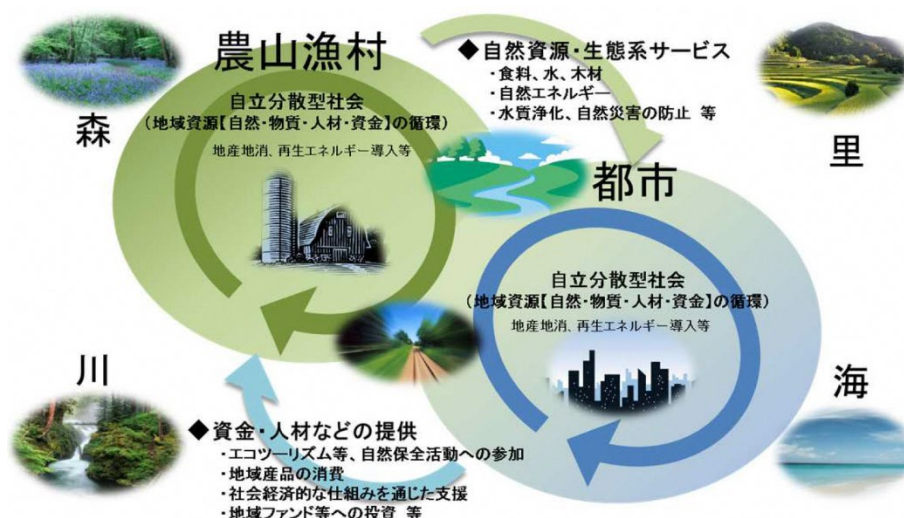 農山漁村
森
自立分散型社会
(地域資源【自然・物質・人材・資金】の循環)
地産地消、再生エネルギー導入等
◆自然資源・生態系サービス
・食料、水、木材
・自然エネルギー
・水質浄化、自然災害の防止 等
里
都市
自立分散型社会
(地域資源【自然・物質・人材・資金】の循環)
地産地消、再生エネルギー導入等
川
海
◆資金・人材などの提供
・エコツーリズム等、自然保全活動への参加
・地域産品の消費
・社会経済的な仕組みを通じた支援
・地域ファンド等への投資 等